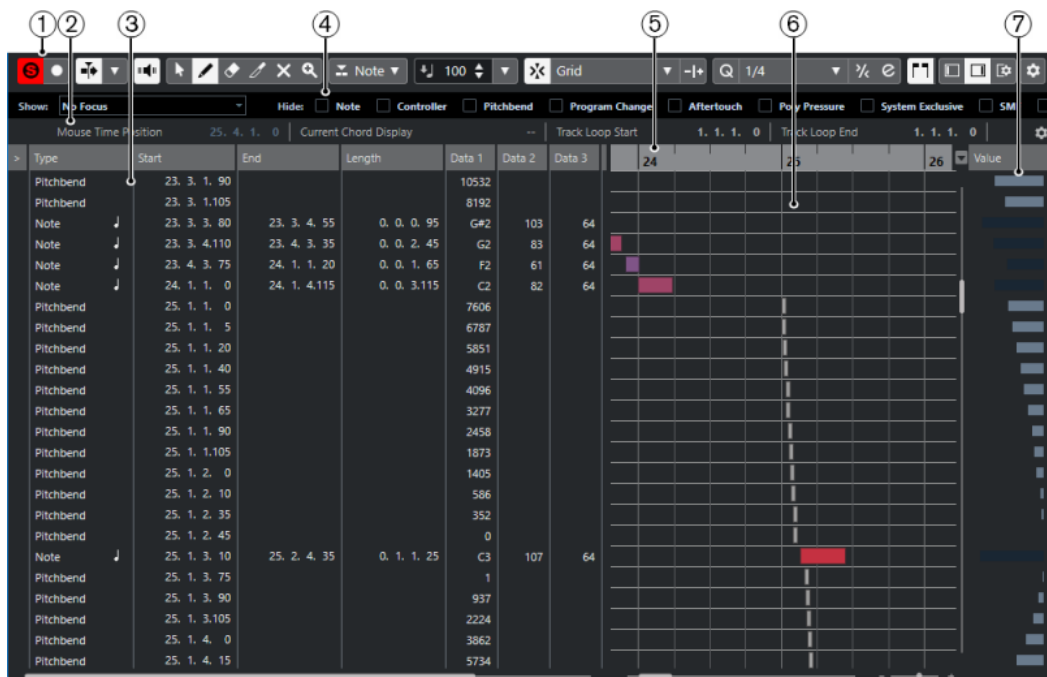 1 2 3 4 5 6 7
S Note 100 Grid Q 1/4
Show: No Focus Hide: Note Controller Pitchbend Program Change Aftertouch Poly Pressure System Exclusive
Mouse Time Position 25. 4. 1. 0 Current Chord Display -- Track Loop Start 1. 1. 1. 0 Track Loop End 1. 1. 1. 0
> Type Start End Length Data 1 Data 2 Data 3 24 25 26 Value
Pitchbend 23. 3. 1. 90 10532
Pitchbend 23. 3. 1.105 8192
Note 23. 3. 3. 80 23. 3. 4. 55 0. 0. 0. 95 G#2 103 64
Note 23. 3. 4.110 23. 4. 3. 35 0. 0. 2. 45 G2 83 64
Note 23. 4. 3. 75 24. 1. 1. 20 0. 0. 1. 65 F2 61 64
Note 24. 1. 1. 0 24. 1. 4.115 0. 0. 3.115 C2 82 64
Pitchbend 25. 1. 1. 0 7606
Pitchbend 25. 1. 1. 5 6787
Pitchbend 25. 1. 1. 20 5851
Pitchbend 25. 1. 1. 40 4915
Pitchbend 25. 1. 1. 55 4096
Pitchbend 25. 1. 1. 65 3277
Pitchbend 25. 1. 1. 90 2458
Pitchbend 25. 1. 1.105 1873
Pitchbend 25. 1. 2. 0 1405
Pitchbend 25. 1. 2. 10 586
Pitchbend 25. 1. 2. 35 352
Pitchbend 25. 1. 2. 45 0
Note 25. 1. 3. 10 25. 2. 4. 35 0. 1. 1. 25 C3 107 64
Pitchbend 25. 1. 3. 75 1
Pitchbend 25. 1. 3. 90 937
Pitchbend 25. 1. 3.105 2224
Pitchbend 25. 1. 4. 0 3862
Pitchbend 25. 1. 4. 15 5734